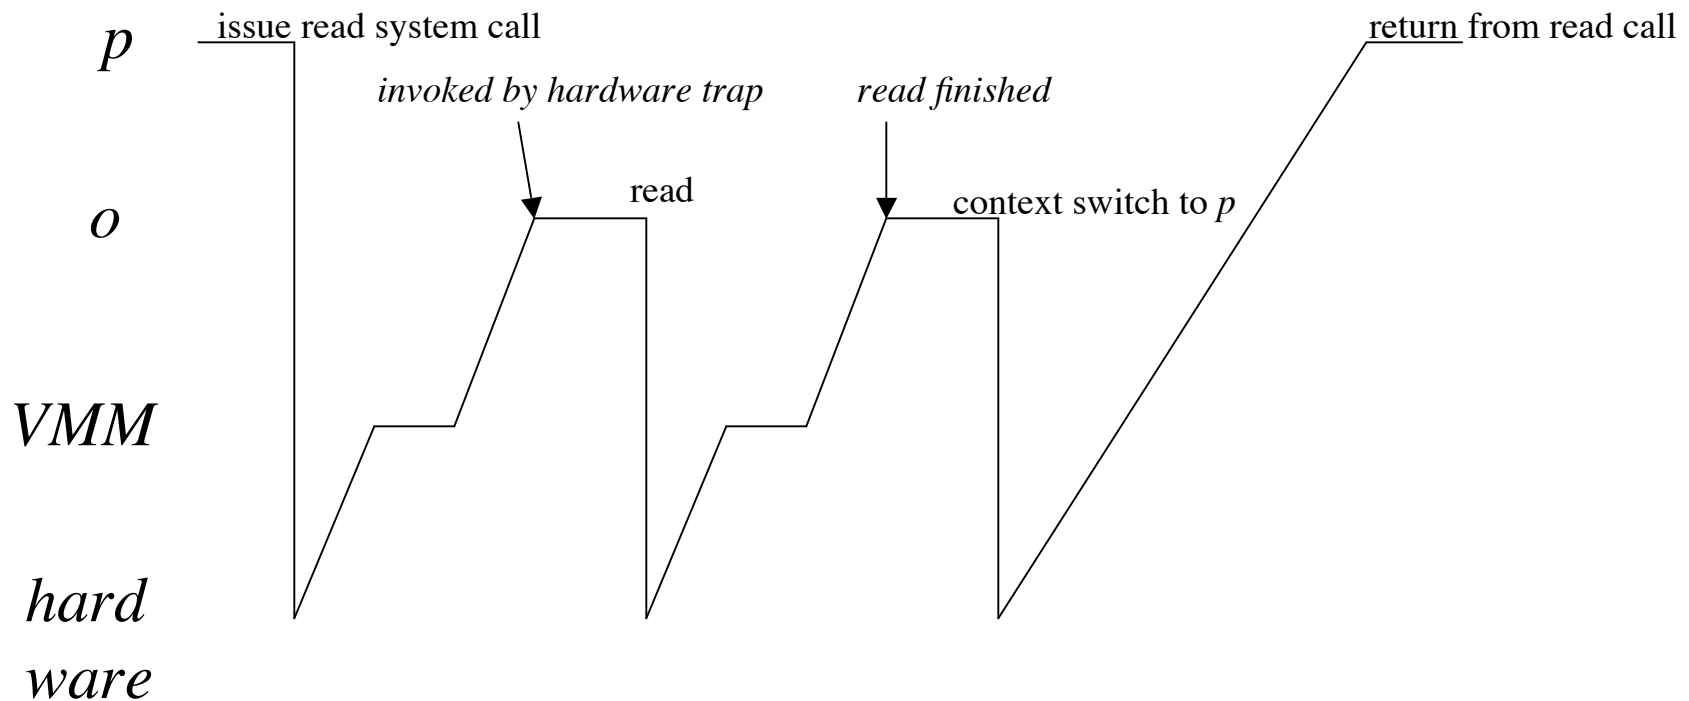 p issue read system call return from read call
invoked by hardware trap read finished
o read context switch to p
VMM
hard
ware